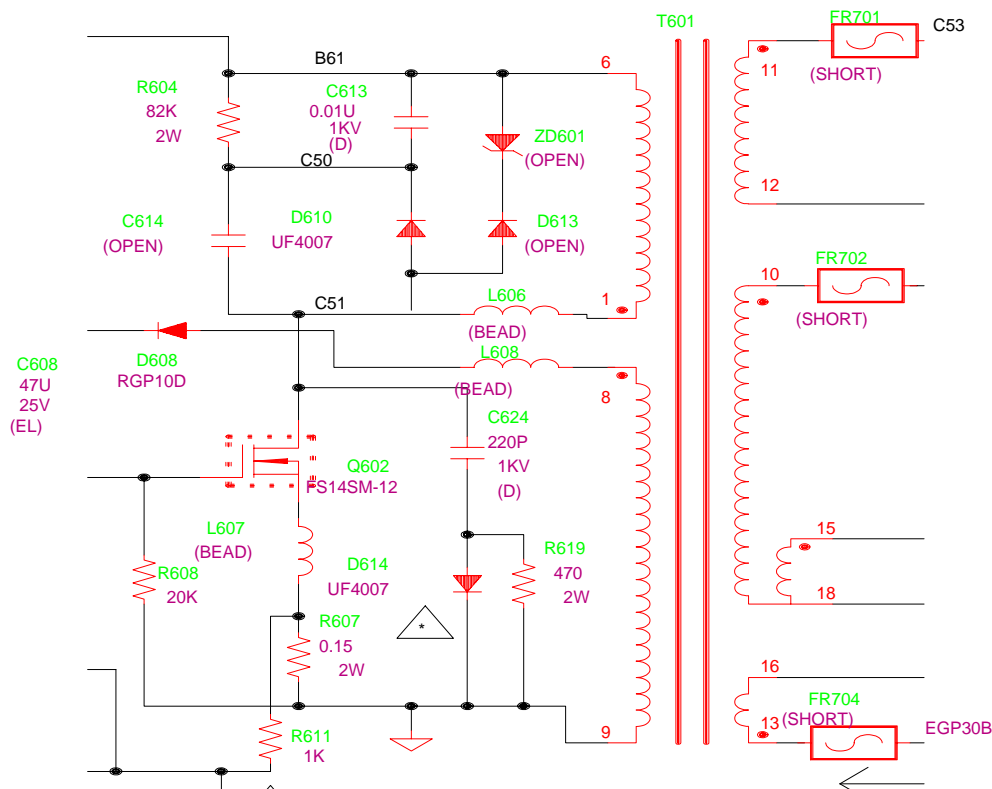 T601
FR701
C53
(SHORT)
11
12
B61
6
R604
82K
2W
C613
0.01U
1KV
(D)
ZD601
(OPEN)
C50
C614
(OPEN)
D610
UF4007
D613
(OPEN)
C51
L606
(BEAD)
1
L608
(BEAD)
8
10
FR702
(SHORT)
C608
47U
25V
(EL)
D608
RGP10D
C624
220P
1KV
(D)
Q602
FS14SM-12
L607
(BEAD)
R608
20K
D614
UF4007
R619
470
2W
R607
0.15
2W
*
15
18
16
13
FR704
(SHORT)
EGP30B
R611
1K
9